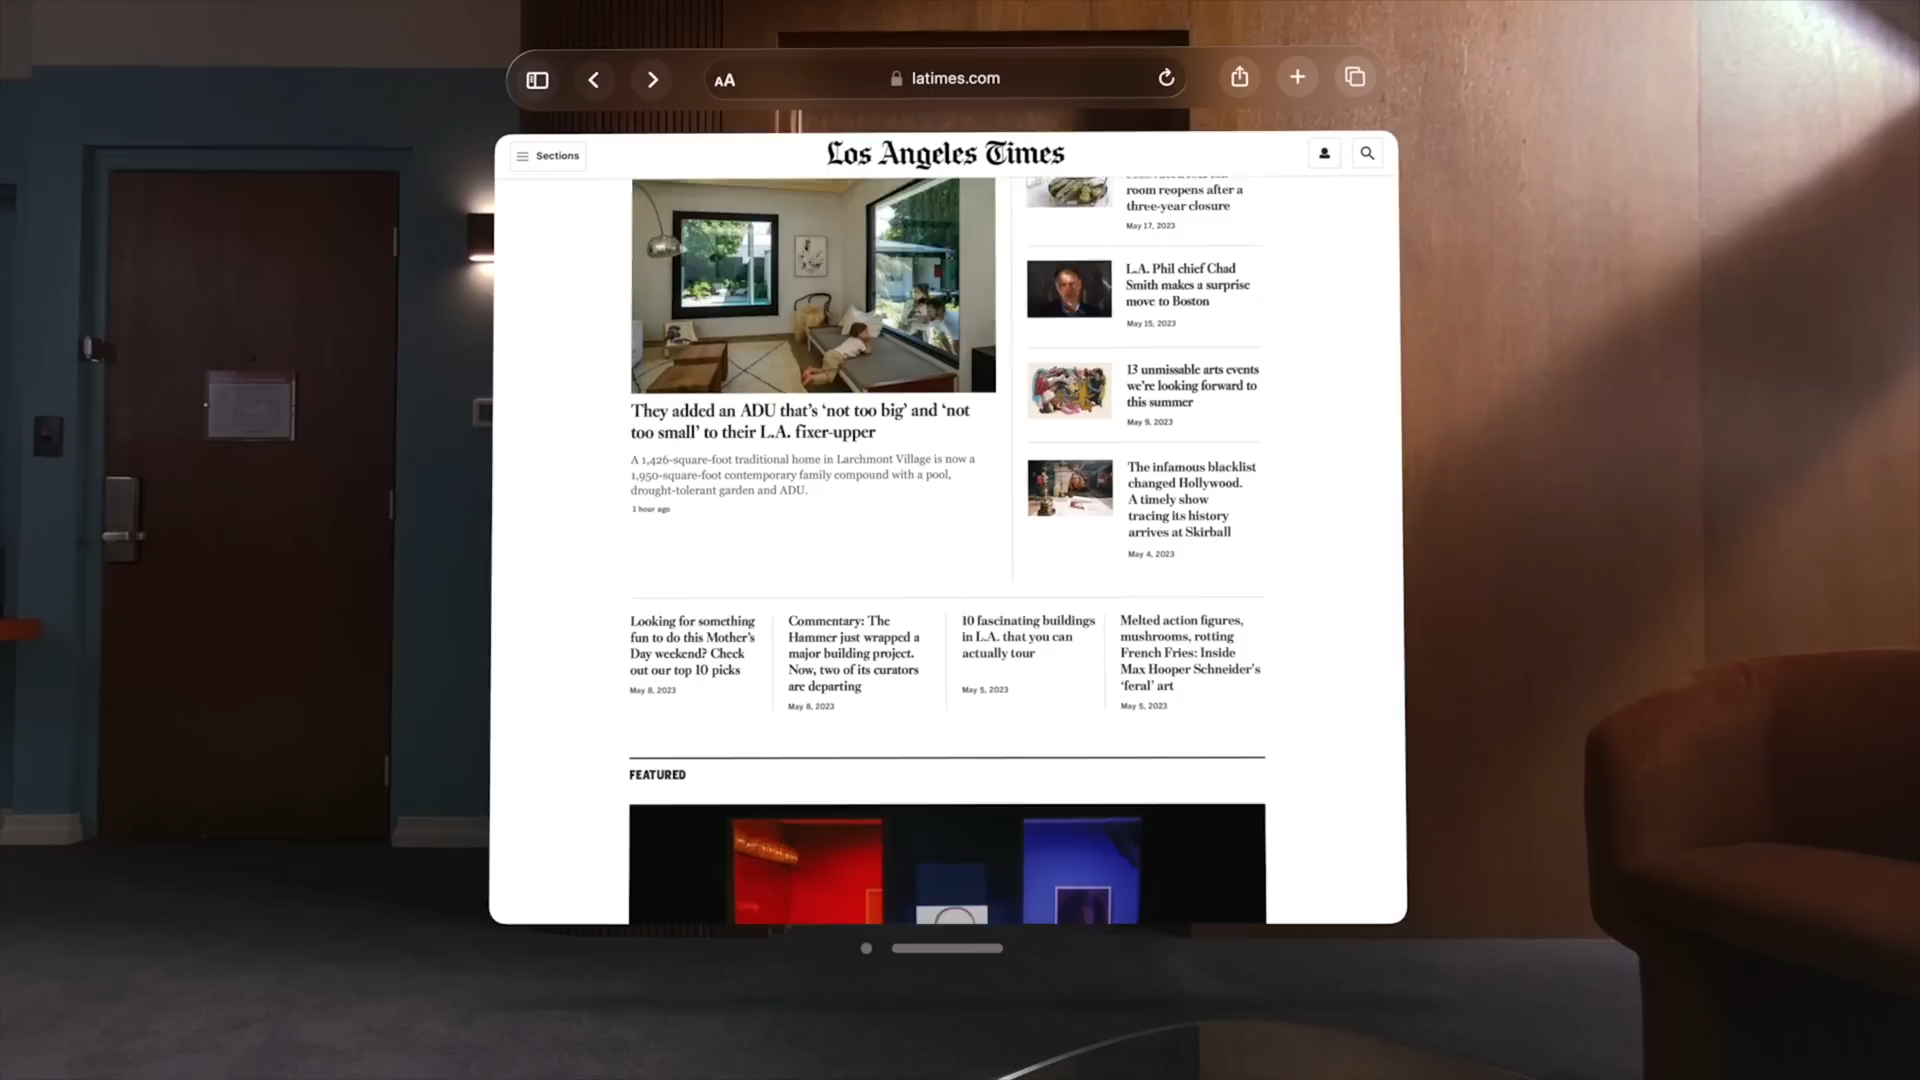 AA
latimes.com
Sections
Los Angeles Times
They added an ADU that's 'not too big' and 'not
too small' to their L.A. fixer-upper
A 1,426-square-foot traditional home in Larchmont Village is now a
1,950-square-foot contemporary family compound with a pool,
drought-tolerant garden and ADU.
1 hour ago
room reopens after a
three-year closure
May 17, 2023
L.A. Phil chief Chad
Smith makes a surprise
move to Boston
May 15, 2023
13 unmissable arts events
we're looking forward to
this summer
May 9, 2023
The infamous blacklist
changed Hollywood.
A timely show
tracing its history
arrives at Skirball
May 4, 2023
Looking for something
fun to do this Mother's
Day weekend? Check
out our top 10 picks
May 8, 2023
Commentary: The
Hammer just wrapped a
major building project.
Now, two of its curators
are departing
May 8, 2023
10 fascinating buildings
in L.A. that you can
actually tour
May 5, 2023
Melted action figures,
mushrooms, rotting
French Fries: Inside
Max Hooper Schneider's
'feral' art
May 5, 2023
FEATURED